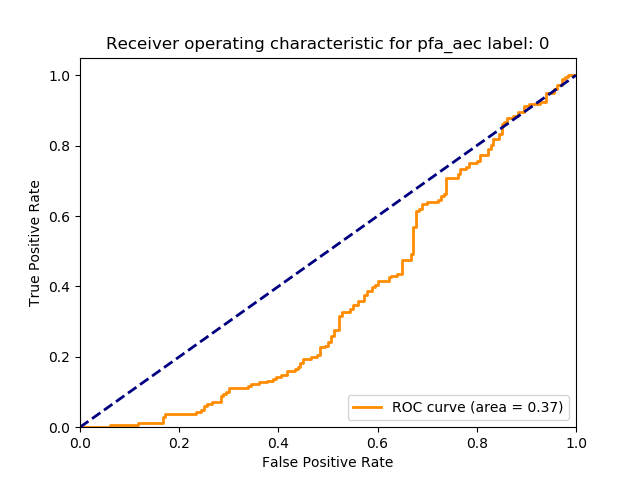 Receiver operating characteristic for pfa_aec label: 0
1.0
0.8
0.6
0.4
0.2
0.0
True Positive Rate
ROC curve (area = 0.37)
0.0 0.2 0.4 0.6 0.8 1.0
False Positive Rate